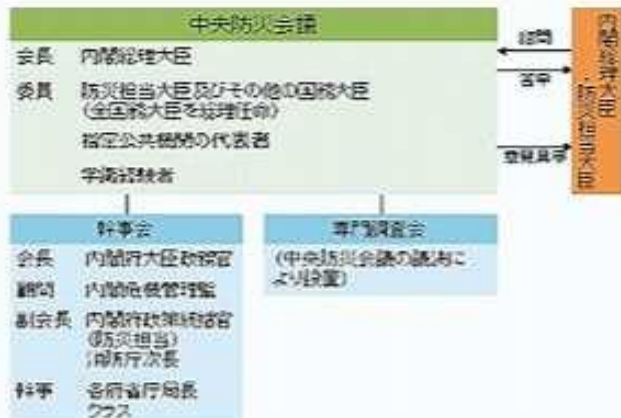 中央防災会議
会長 内閣総理大臣
委員 防災担当大臣及びその他の国務大臣
(全国務大臣を総理任命)
指定公共機関の代表者
学識経験者
諮問
答申
意見具申
内閣総理大臣
・防災担当大臣
幹事会
会長 内閣府大臣政務官
顧問 内閣危機管理監
副会長 内閣府政策統括官
(防災担当)
消防庁次長
幹事 各府省庁局長
クラス
専門調査会
(中央防災会議の議決に
より設置)